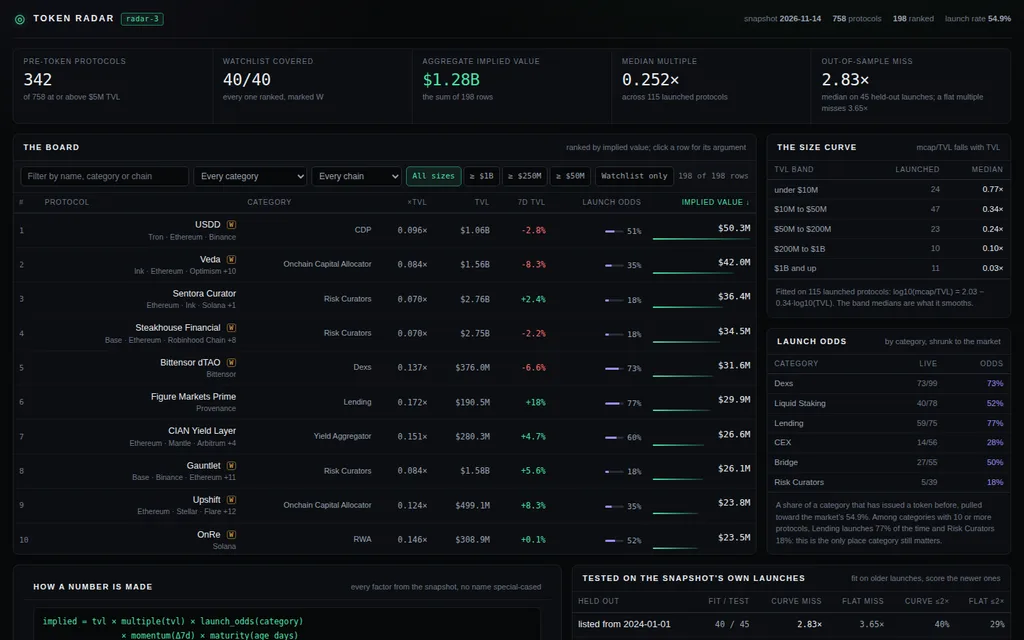 TOKEN RADAR radar-3 snapshot 2026-11-14 758 protocols 198 ranked launch rate 54.9%
PRE-TOKEN PROTOCOLS
342
of 758 at or above $5M TVL
WATCHLIST COVERED
40/40
every one ranked, marked W
AGGREGATE IMPLIED VALUE
$1.28B
the sum of 198 rows
MEDIAN MULTIPLE
0.252×
across 115 launched protocols
OUT-OF-SAMPLE MISS
2.83×
median on 45 held-out launches; a flat multiple
misses 3.65×
THE BOARD ranked by implied value; click a row for its argument
Filter by name, category or chain Every category Every chain All sizes ≥ $1B ≥ $250M ≥ $50M Watchlist only 198 of 198 rows
# PROTOCOL CATEGORY ×TVL TVL 7D TVL LAUNCH ODDS IMPLIED VALUE ↓
1 USDD W CDP 0.096× $1.06B -2.8% 51% $50.3M
Tron · Ethereum · Binance
2 Veda W Onchain Capital Allocator 0.084× $1.56B -8.3% 35% $42.0M
Ink · Ethereum · Optimism +10
3 Sentora Curator Risk Curators 0.070× $2.76B +2.4% 18% $36.4M
Ethereum · Ink · Solana +1
4 Steakhouse Financial W Risk Curators 0.070× $2.75B -2.2% 18% $34.5M
Base · Ethereum · Robinhood Chain +8
5 Bittensor dTAO W Dexs 0.137× $376.0M -6.6% 73% $31.6M
Bittensor
6 Figure Markets Prime Lending 0.172× $190.5M +18% 77% $29.9M
Provenance
7 CIAN Yield Layer Yield Aggregator 0.151× $280.3M +4.7% 60% $26.6M
Ethereum · Mantle · Arbitrum +4
8 Gauntlet W Risk Curators 0.084× $1.58B +5.6% 18% $26.1M
Base · Binance · Ethereum +11
9 Upshift W Onchain Capital Allocator 0.124× $499.1M +8.3% 35% $23.8M
Ethereum · Stellar · Flare +12
10 OnRe W RWA 0.146× $308.9M +0.1% 52% $23.5M
Solana
THE SIZE CURVE mcap/TVL falls with TVL
TVL BAND LAUNCHED MEDIAN
under $10M 24 0.77×
$10M to $50M 47 0.34×
$50M to $200M 23 0.24×
$200M to $1B 10 0.10×
$1B and up 11 0.03×
Fitted on 115 launched protocols: log10(mcap/TVL) = 2.03 −
0.34·log10(TVL). The band medians are what it smooths.
LAUNCH ODDS by category, shrunk to the market
CATEGORY LIVE ODDS
Dexs 73/99 73%
Liquid Staking 40/78 52%
Lending 59/75 77%
CEX 14/56 28%
Bridge 27/55 50%
Risk Curators 5/39 18%
A share of a category that has issued a token before, pulled
toward the market's 54.9%. Among categories with 10 or more
protocols, Lending launches 77% of the time and Risk Curators
18%: this is the only place category still matters.
HOW A NUMBER IS MADE every factor from the snapshot, no name special-cased
implied = tvl × multiple(tvl) × launch_odds(category)
× momentum(Δ7d) × maturity(age days)
TESTED ON THE SNAPSHOT'S OWN LAUNCHES fit on older launches, score the newer ones
HELD OUT FIT / TEST CURVE MISS FLAT MISS CURVE ≤2× FLAT ≤2×
listed from 2024-01-01 40 / 45 2.83× 3.65× 40% 29%